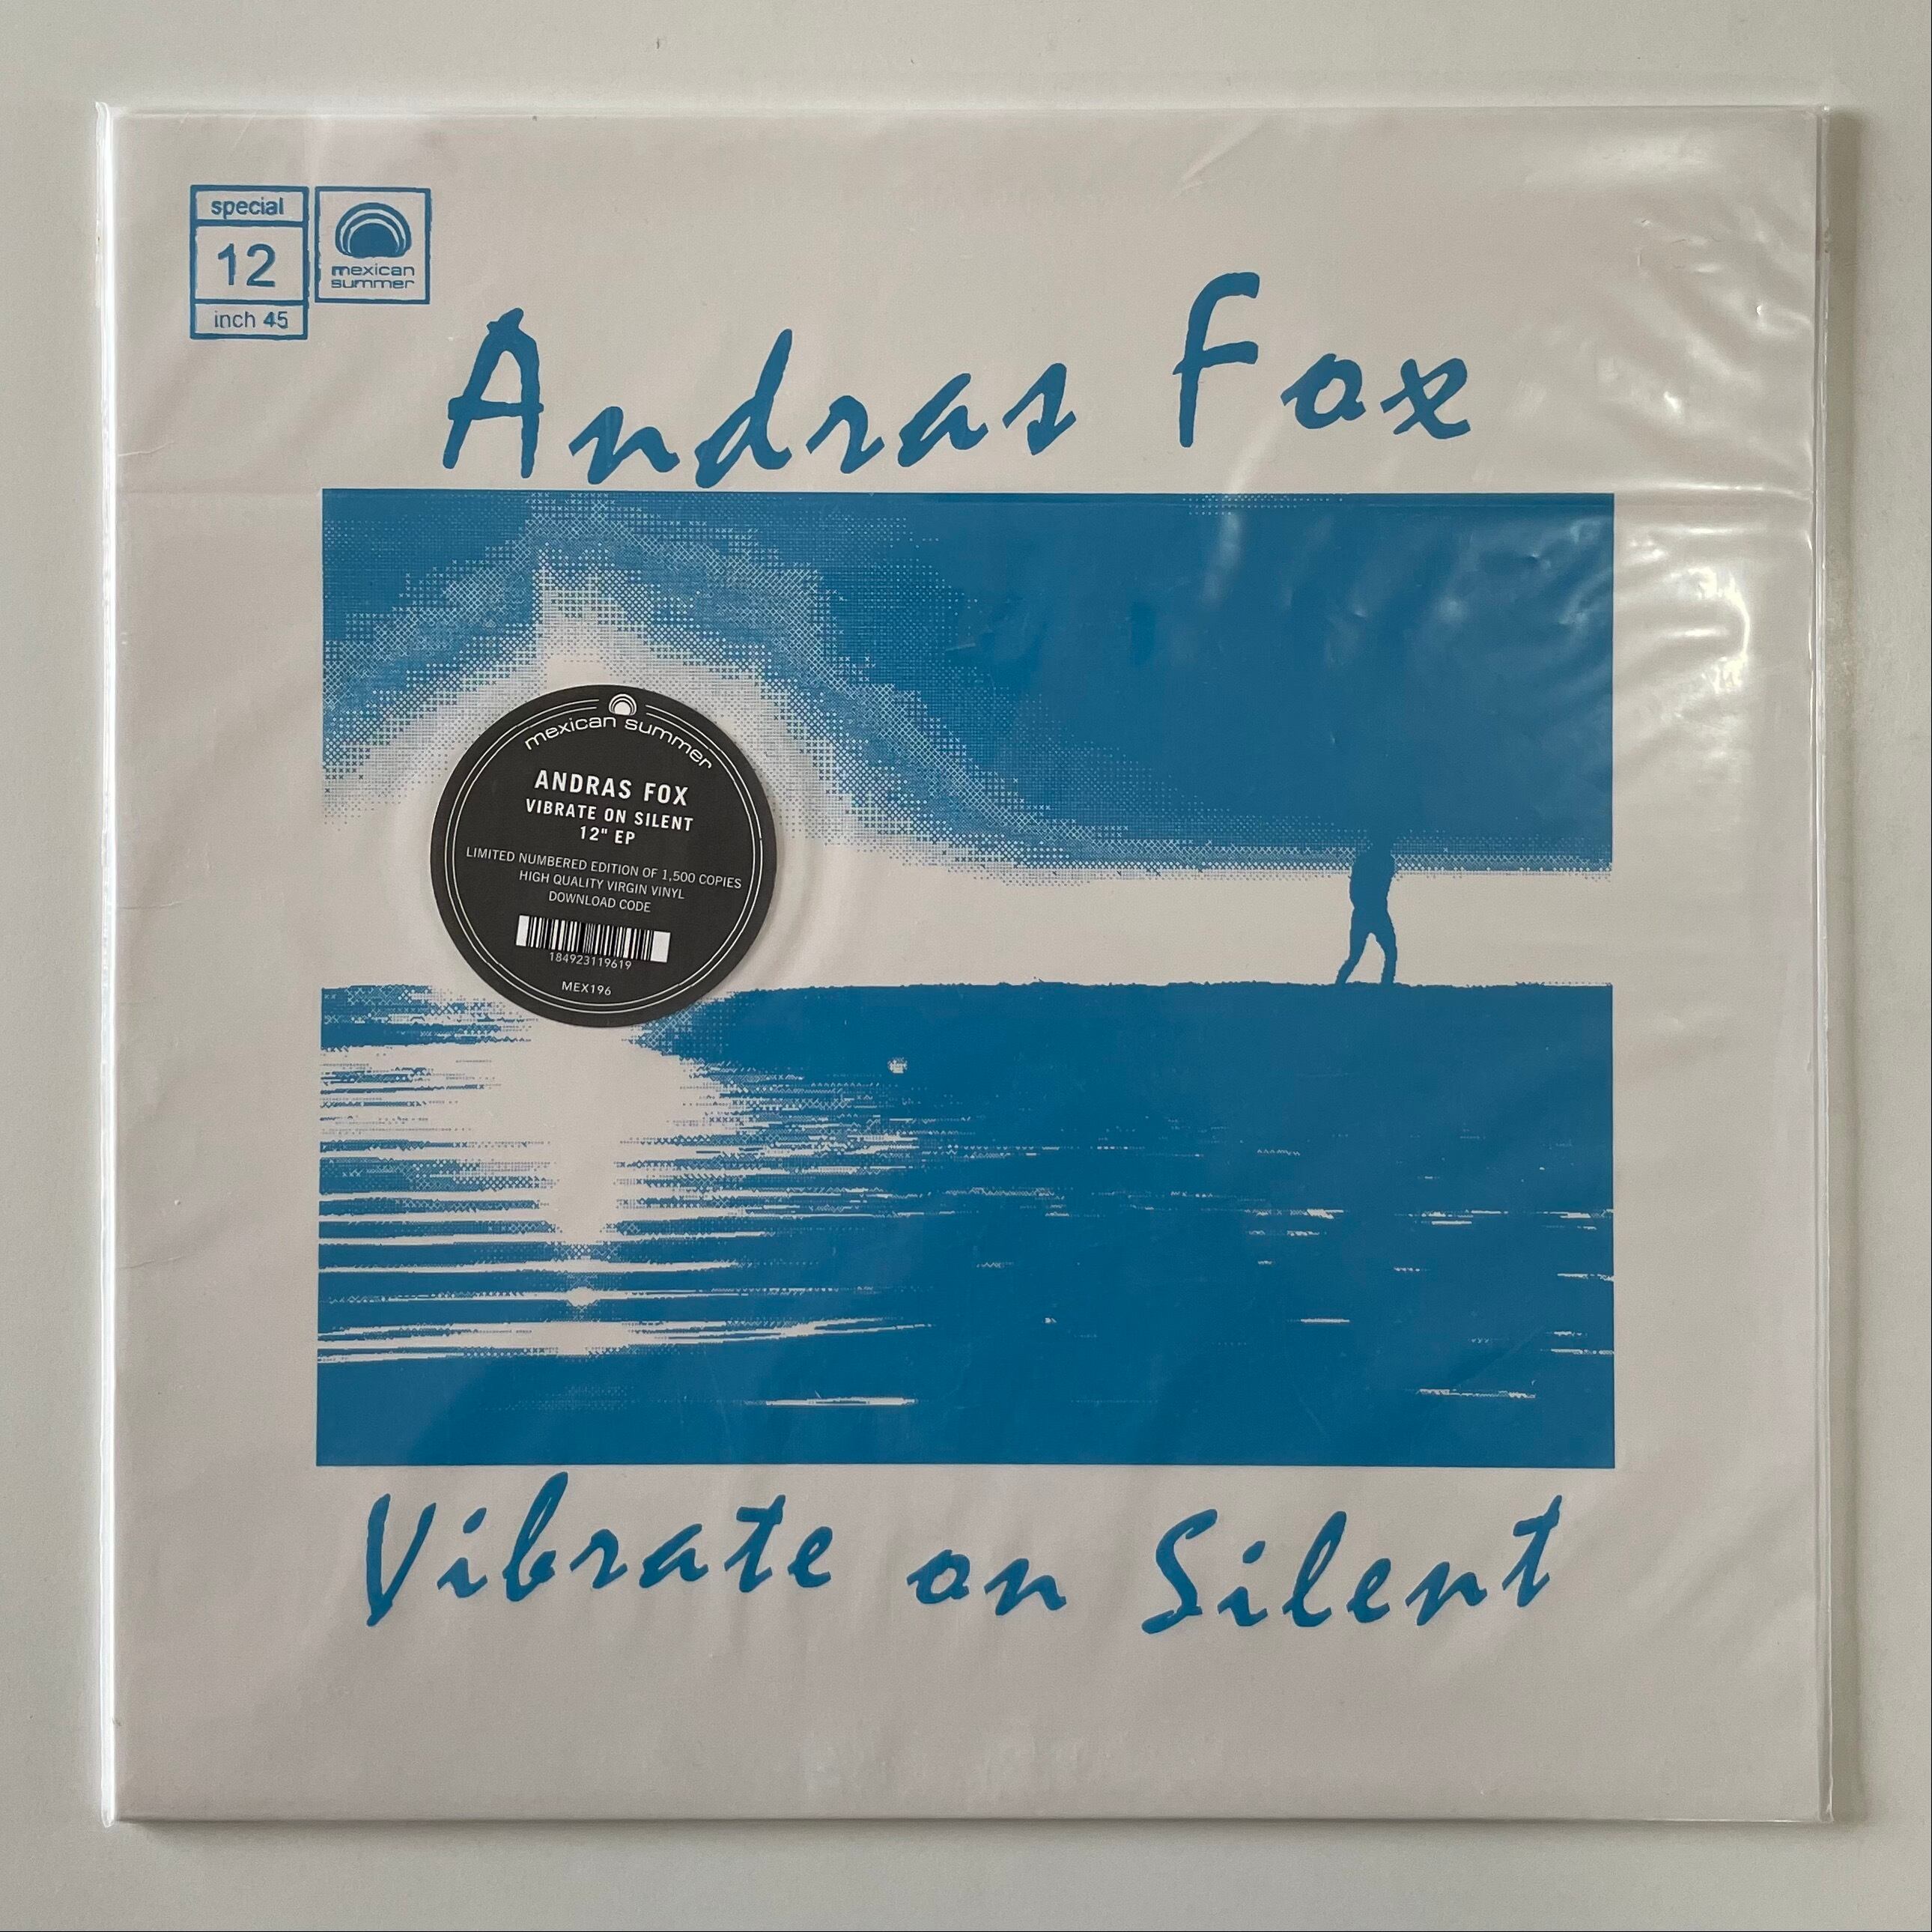 special
12
inch 45
mexican
summer
Andras Fox
mexican summer
ANDRAS FOX
VIBRATE ON SILENT
12" EP
LIMITED NUMBERED EDITION OF 1,500 COPIES
HIGH QUALITY VIRGIN VINYL
DOWNLOAD CODE
184923119619
MEX196
Vibrate on Silent